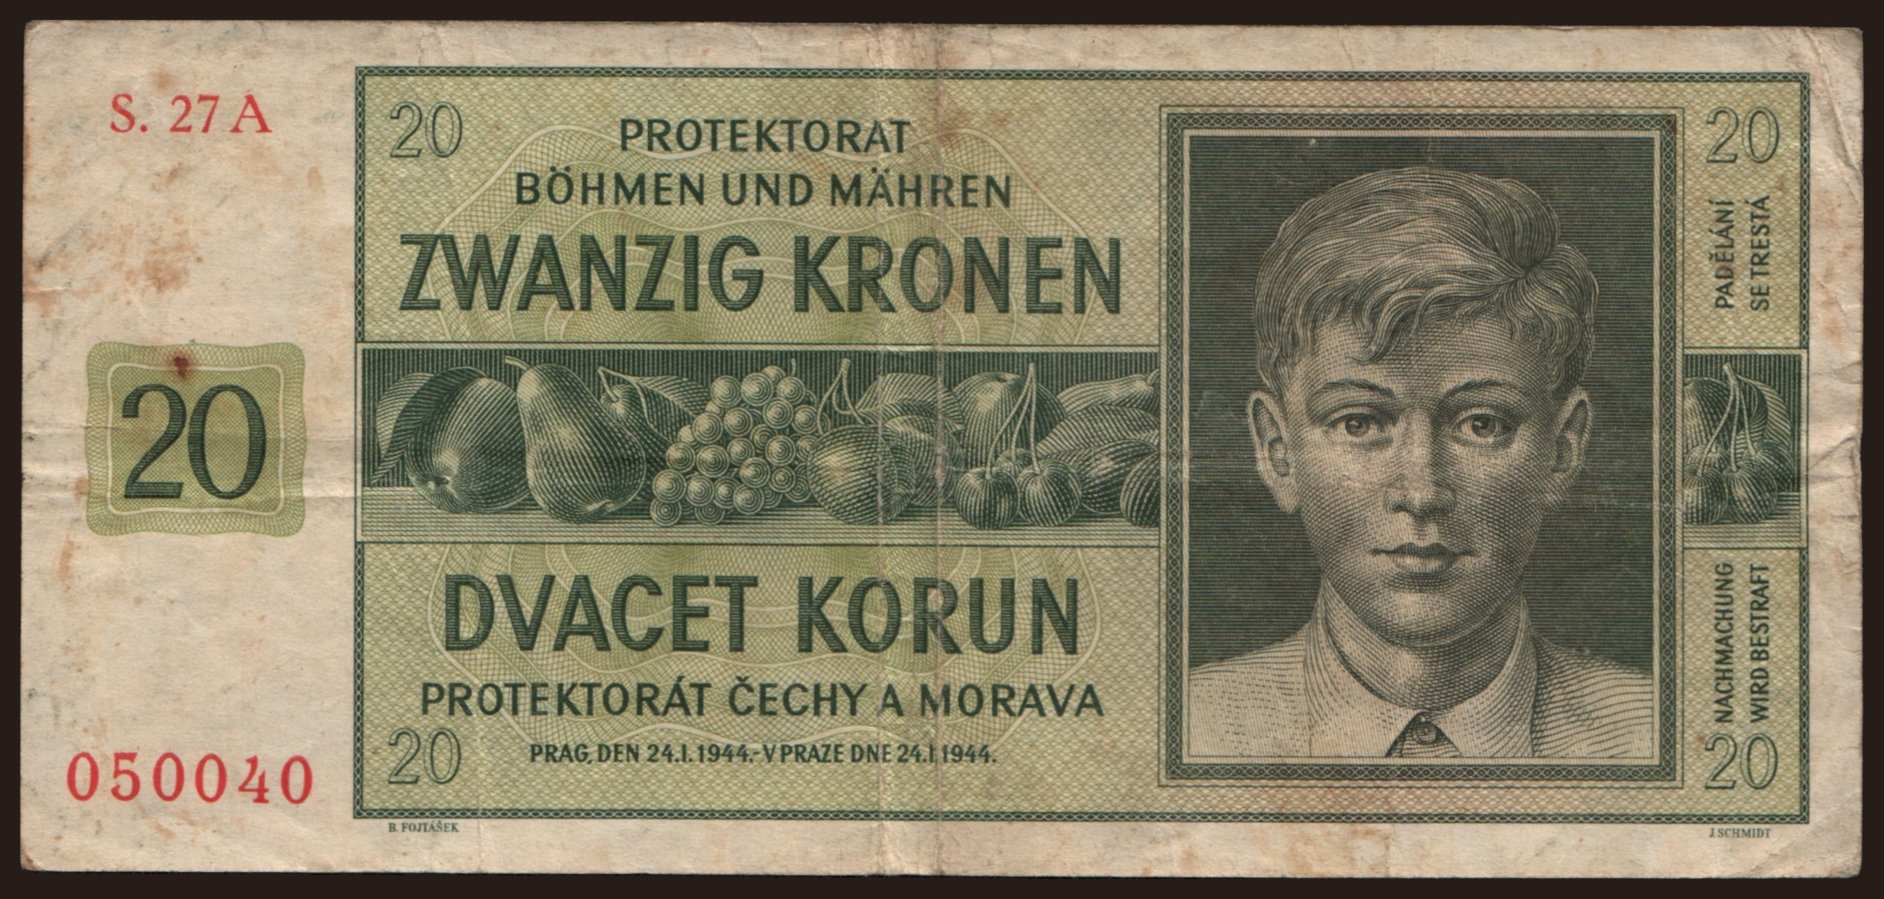 S. 27 A
20
PROTEKTORAT
BÖHMEN UND MÄHREN
ZWANZIG KRONEN
20
PADĚLÁNÍ
SE TRESTÁ
20
DVACET KORUN
PROTEKTORÁT ČECHY A MORAVA
PRAG, DEN 24.I.1944.-V PRAZE DNE 24.I.1944.
NACHMACHUNG
WIRD BESTRAFT
050040
20
20
B. FOJTÁŠEK
J. SCHMIDT